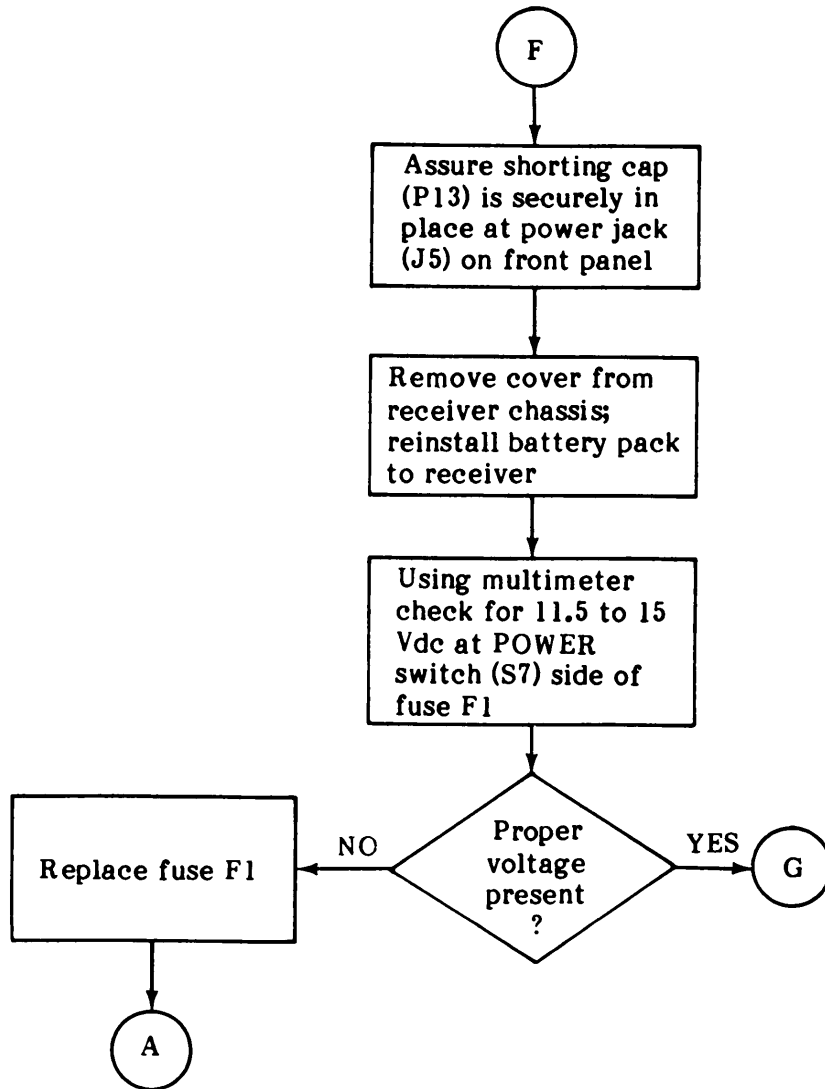 F
Assure shorting cap
(P13) is securely in
place at power jack
(J5) on front panel
Remove cover from
receiver chassis;
reinstall battery pack
to receiver
Using multimeter
check for 11.5 to 15
Vdc at POWER
switch (S7) side of
fuse F1
Proper
voltage
present
?
NO
YES
Replace fuse F1
G
A